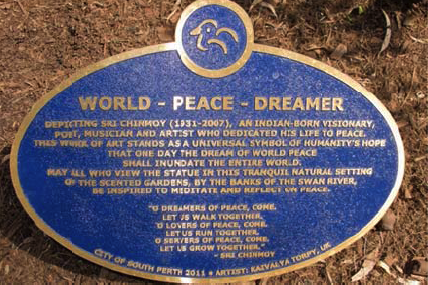 WORLD - PEACE - DREAMER
DEPICTING SRI CHINMOY (1931-2007), AN INDIAN-BORN VISIONARY,
POET, MUSICIAN AND ARTIST WHO DEDICATED HIS LIFE TO PEACE.
THIS WORK OF ART STANDS AS A UNIVERSAL SYMBOL OF HUMANITY'S HOPE
THAT ONE DAY THE DREAM OF WORLD PEACE
SHALL INUNDATE THE ENTIRE WORLD.
MAY ALL WHO VIEW THE STATUE IN THIS TRANQUIL NATURAL SETTING
OF THE SCENTED GARDENS, BY THE BANKS OF THE SWAN RIVER,
BE INSPIRED TO MEDITATE AND REFLECT ON PEACE.
"O DREAMERS OF PEACE, COME.
LET US WALK TOGETHER.
O LOVERS OF PEACE, COME.
LET US RUN TOGETHER.
O SERVERS OF PEACE, COME.
LET US GROW TOGETHER."
- SRI CHINMOY
CITY OF SOUTH PERTH 2011 • ARTIST: KAIVALYA TORPY, UK